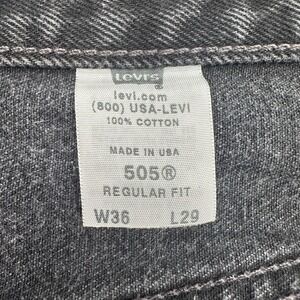 Levi's
levi.com
(800) USA-LEVI
100% COTTON
MADE IN USA
505®
REGULAR FIT
W36 L29